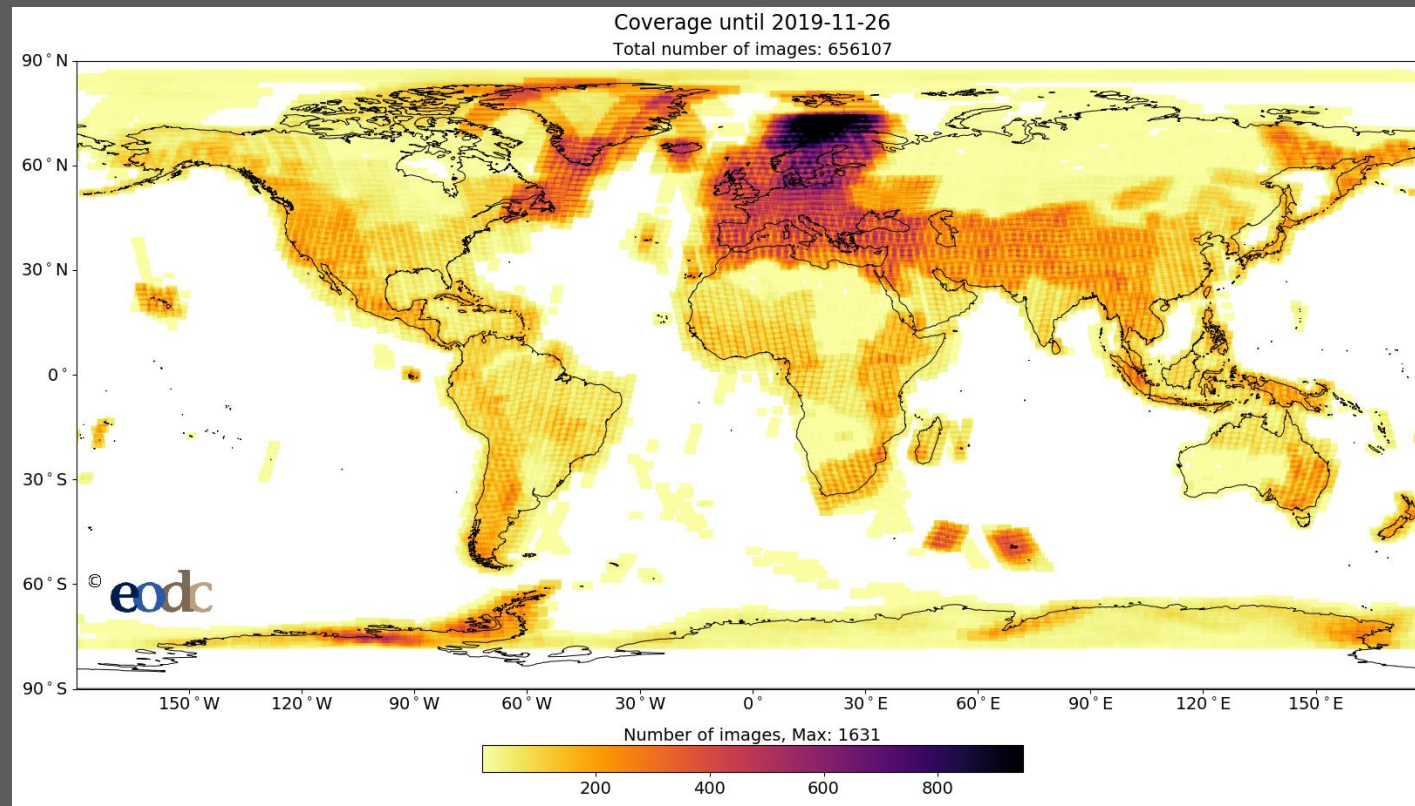 Coverage until 2019-11-26
Total number of images: 656107
90°N
60°N
30°N
0°
30°S
60°S
90°S
© eodc
150°W
120°W
90°W
60°W
30°W
0°
30°E
60°E
90°E
120°E
150°E
Number of images, Max: 1631
200
400
600
800